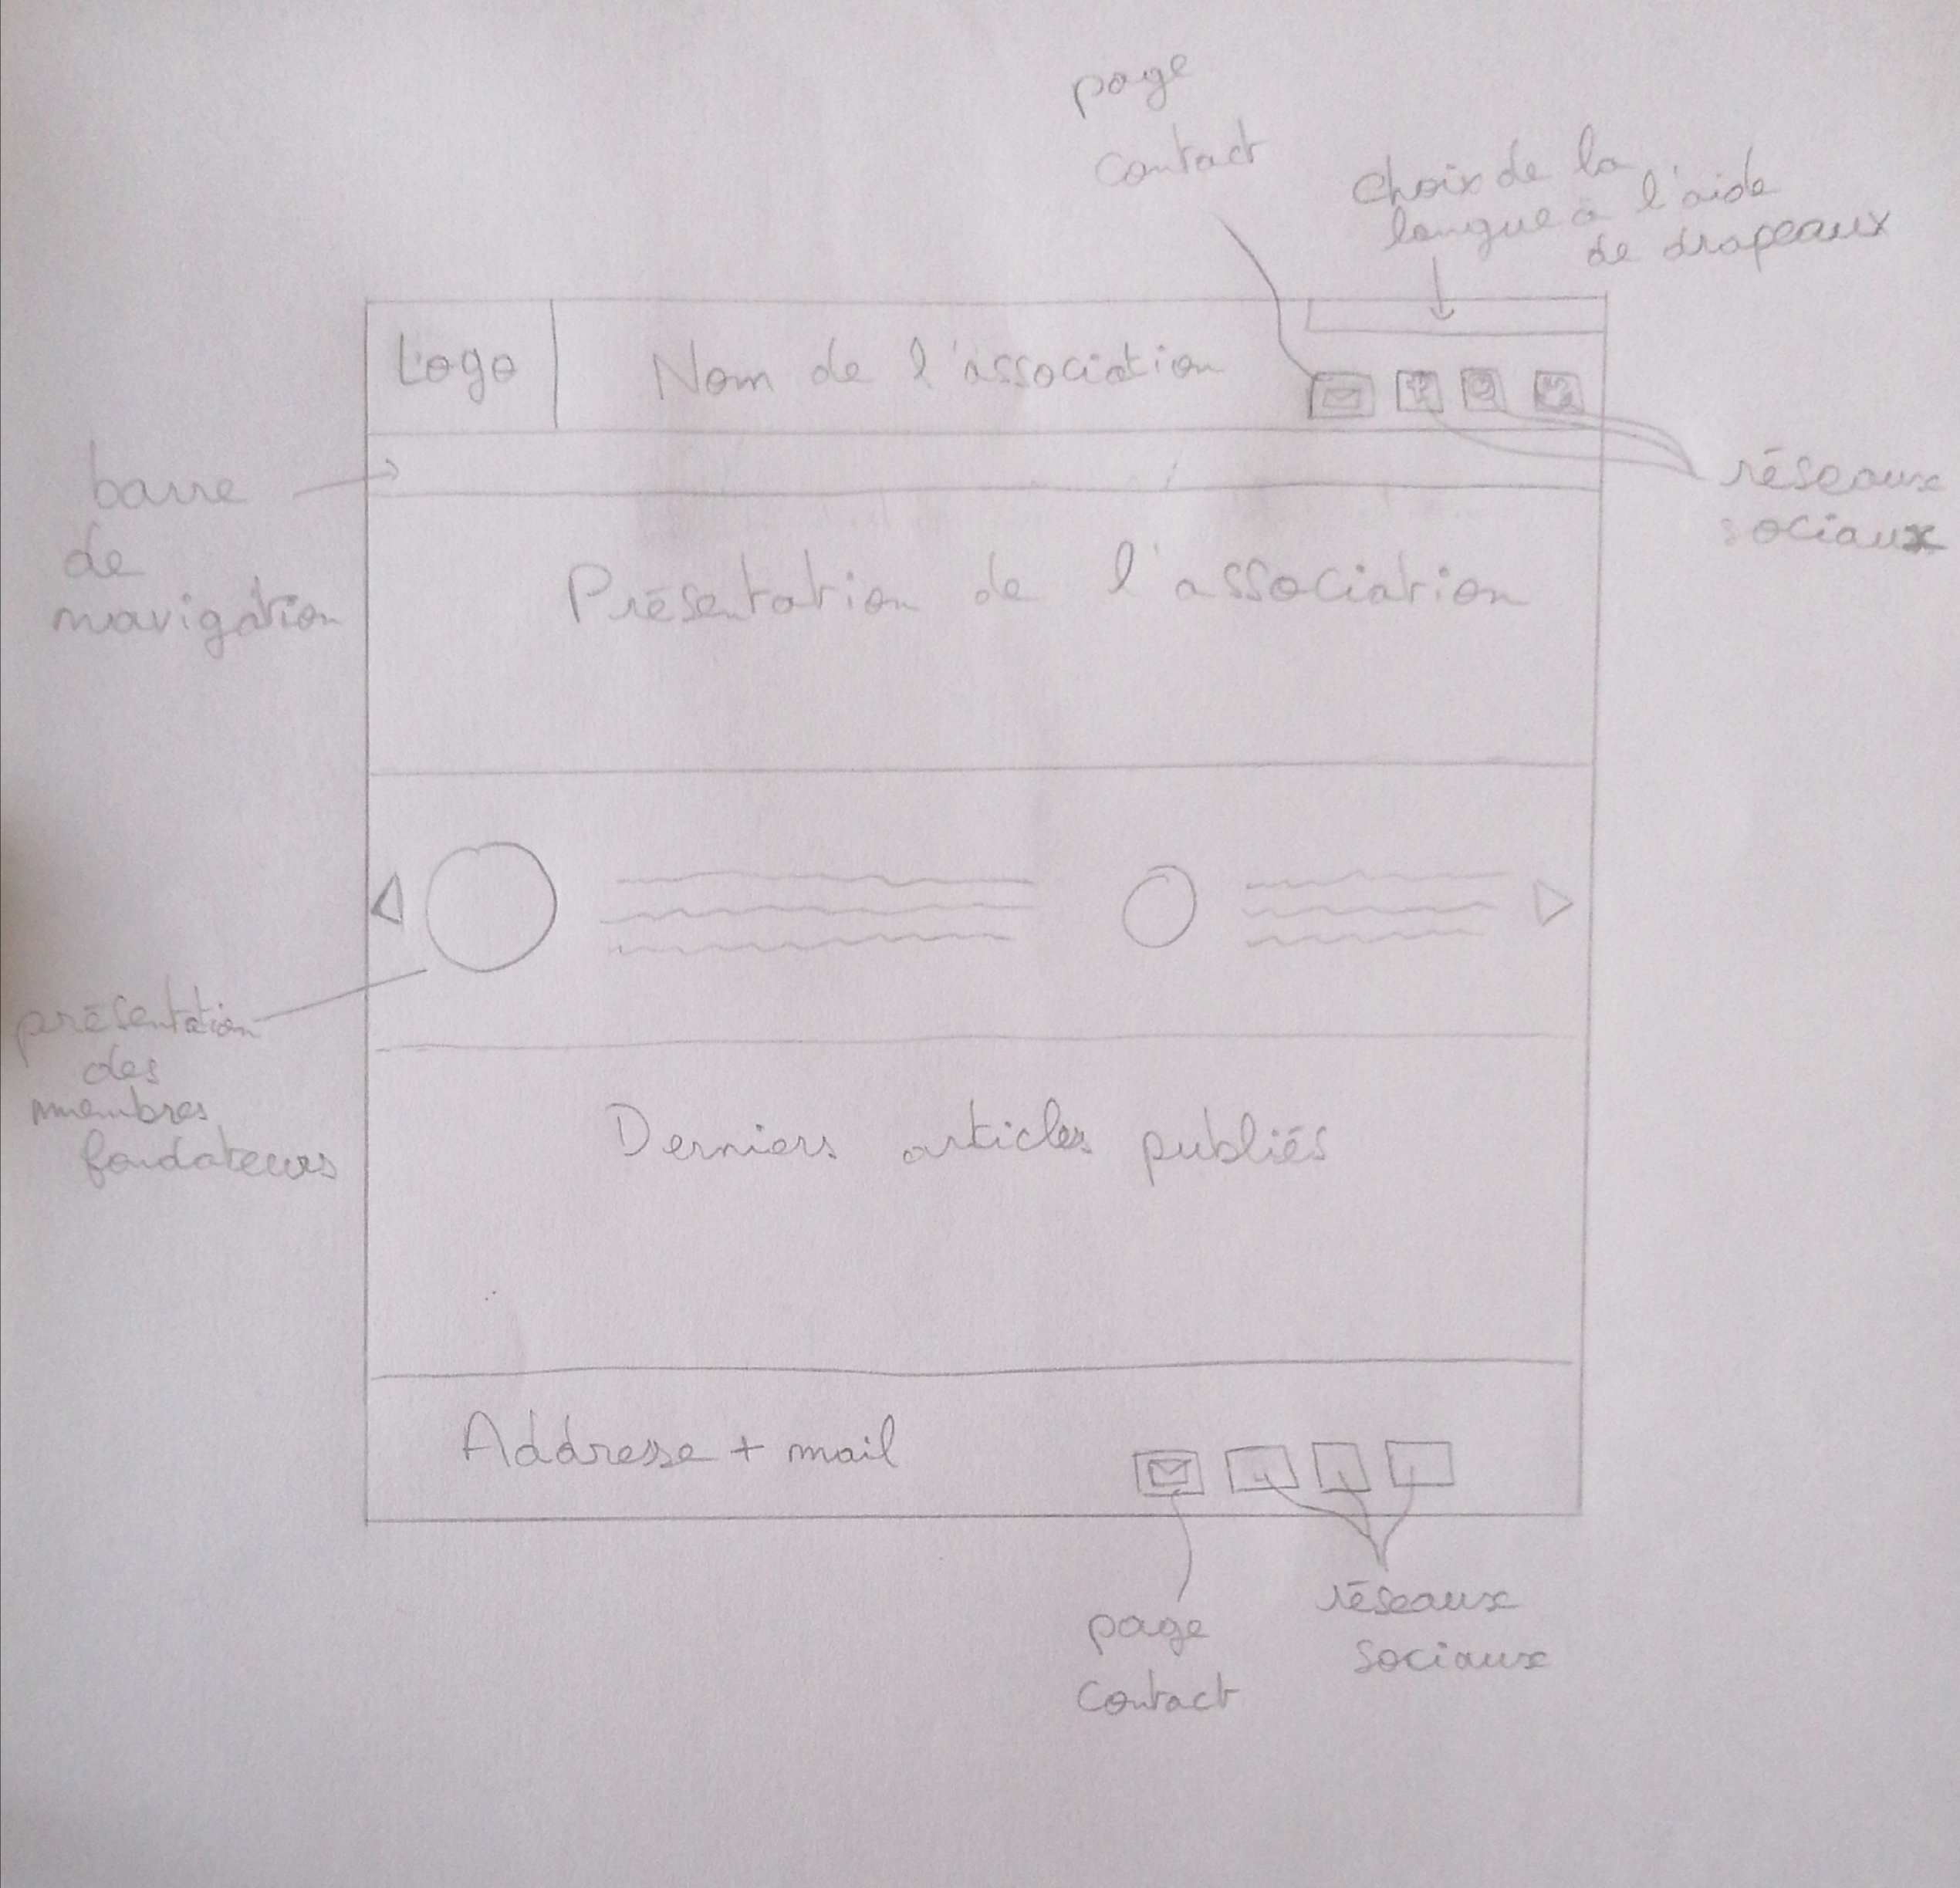 page
contact
choix de la
langue à l'aide
de drapeaux
Logo
Nom de l'association
barre
de
navigation
réseaux
sociaux
Présentation de l'association
présentation
des
membres
fondateurs
Derniers articles publiés
Addresse + mail
page
contact
réseaux
sociaux